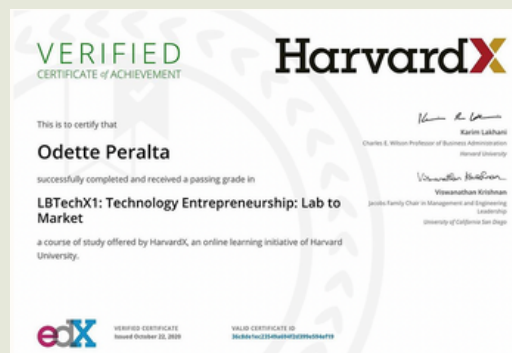 VERIFIED
CERTIFICATE of ACHIEVEMENT
HarvardX
This is to certify that
Odette Peralta
successfully completed and received a passing grade in
LBTechX1: Technology Entrepreneurship: Lab to
Market
a course of study offered by HarvardX, an online learning initiative of Harvard
University.
Karim Lakhani
Charles E. Wilson Professor of Business Administration
Harvard University
Viswanathan Krishnan
Jacobs Family Chair in Management and Engineering
Leadership
University of California San Diego
edX
VERIFIED CERTIFICATE
Issued October 22, 2020
VALID CERTIFICATE ID